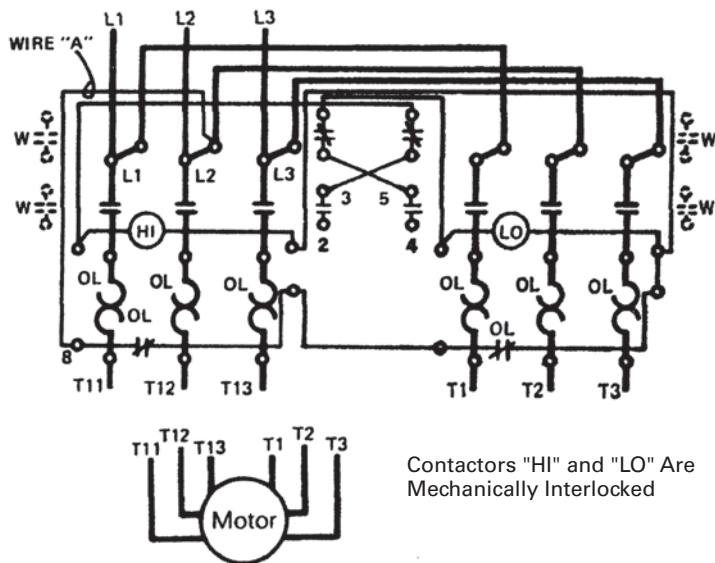 L1 L2 L3
WIRE "A"
W W
L1 L2 L3
W 3 5 W
HI 2 4 LO
OL OL OL OL OL OL
OL OL
8
T11 T12 T13 T1 T2 T3
T11 T12 T13 T1 T2 T3
Motor
Contactors "HI" and "LO" Are
Mechanically Interlocked